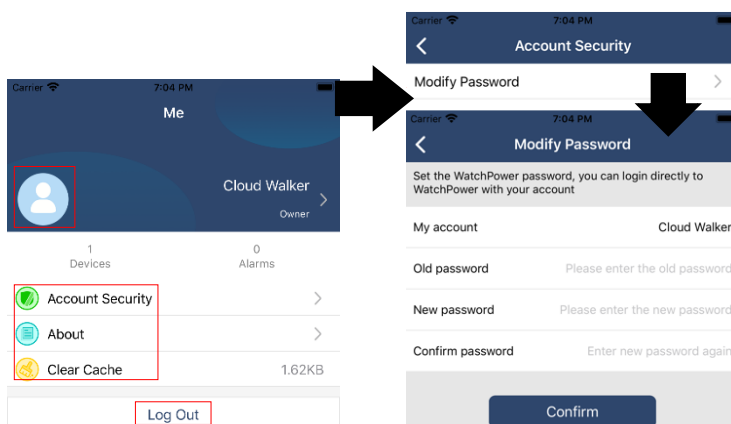 Carrier 7:04 PM
Me
Cloud Walker
Owner
1 0
Devices Alarms
Account Security
About
Clear Cache 1.62KB
Log Out
Carrier 7:04 PM
Account Security
Modify Password
Carrier 7:04 PM
Modify Password
Set the WatchPower password, you can login directly to
WatchPower with your account
My account Cloud Walker
Old password Please enter the old password
New password Please enter the new password
Confirm password Enter new password again
Confirm